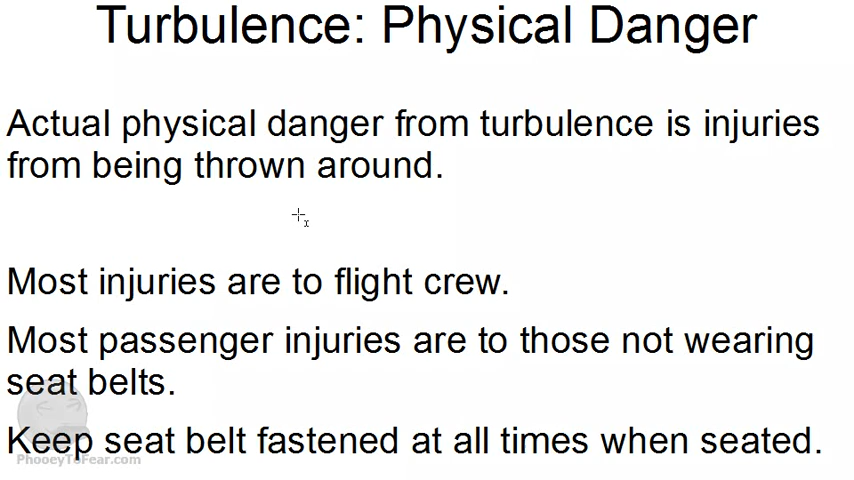 Turbulence: Physical Danger
Actual physical danger from turbulence is injuries
from being thrown around.
Most injuries are to flight crew.
Most passenger injuries are to those not wearing
seat belts.
Keep seat belt fastened at all times when seated.
PhooeyToFear.com